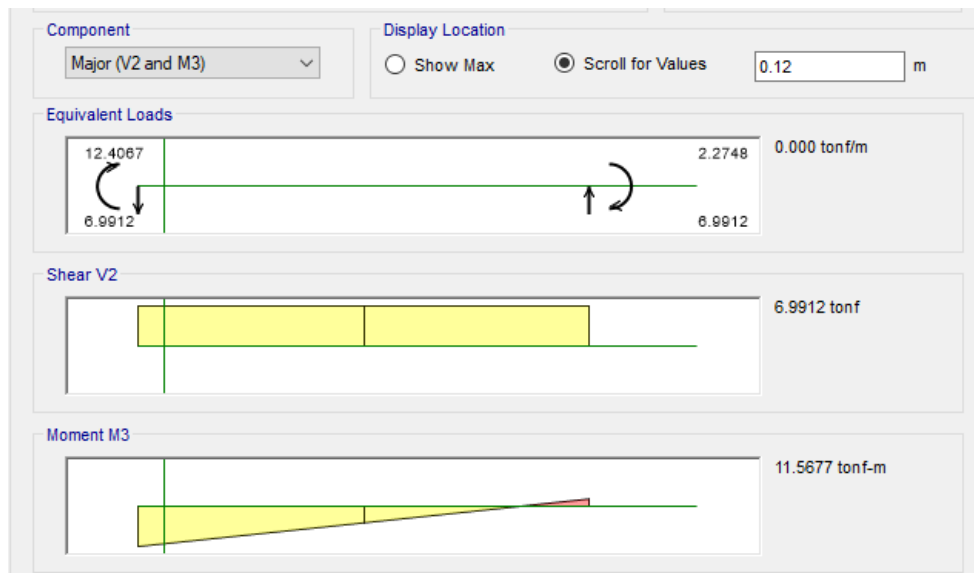 Component
Major (V2 and M3)
Display Location
Show Max
Scroll for Values
0.12
m
Equivalent Loads
12.4067
6.9912
2.2748
6.9912
0.000 tonf/m
Shear V2
6.9912 tonf
Moment M3
11.5677 tonf-m